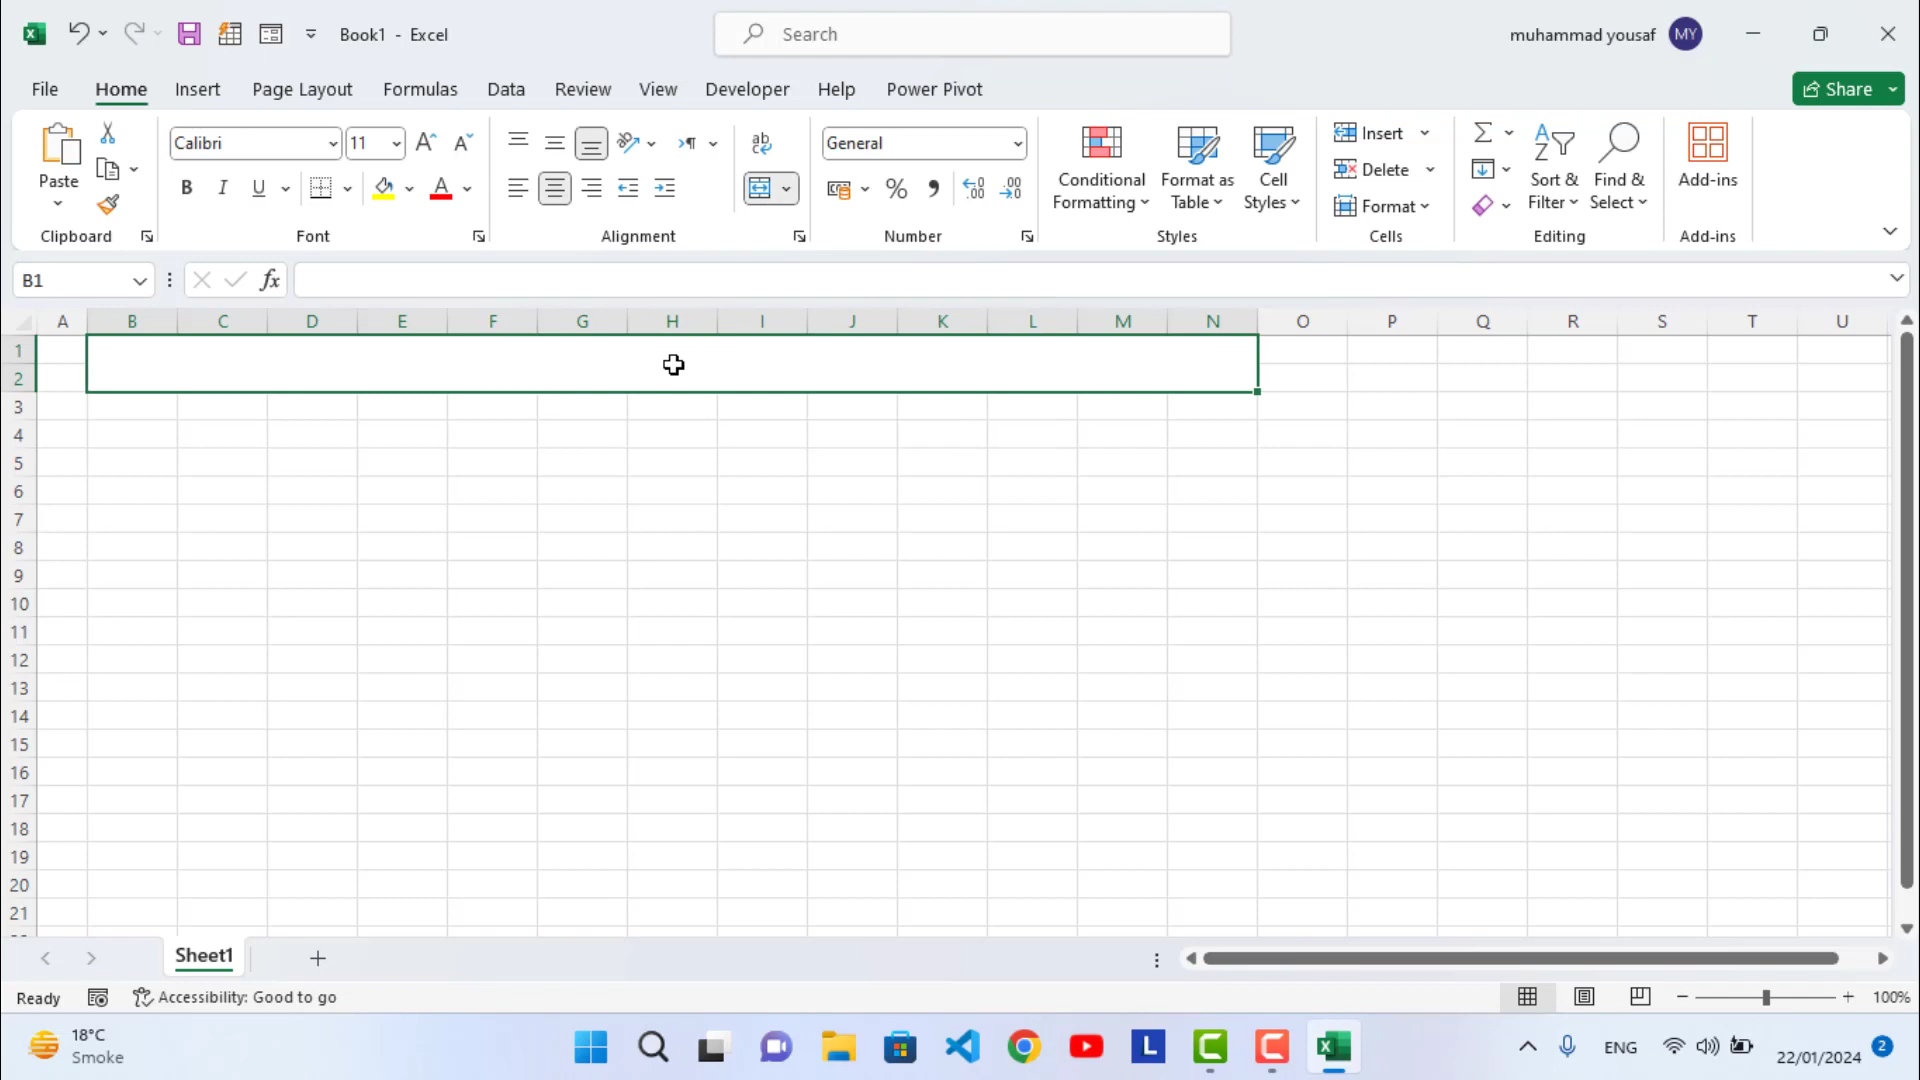 Book1 - Excel
Search
muhammad yousaf MY
File Home Insert Page Layout Formulas Data Review View Developer Help Power Pivot
Share
Paste
Clipboard
Calibri 11
B I U A
Font
ab
Alignment
General
% 9 .00
Number
Conditional Formatting
Format as Table
Cell Styles
Styles
Insert
Delete
Format
Cells
Sort & Filter
Find & Select
Editing
Add-ins
Add-ins
B1 fx
A B C D E F G H I J K L M N O P Q R S T U
1
2
3
4
5
6
7
8
9
10
11
12
13
14
15
16
17
18
19
20
21
Sheet1
Ready Accessibility: Good to go 100%
18°C
Smoke
L
ENG
22/01/2024 2